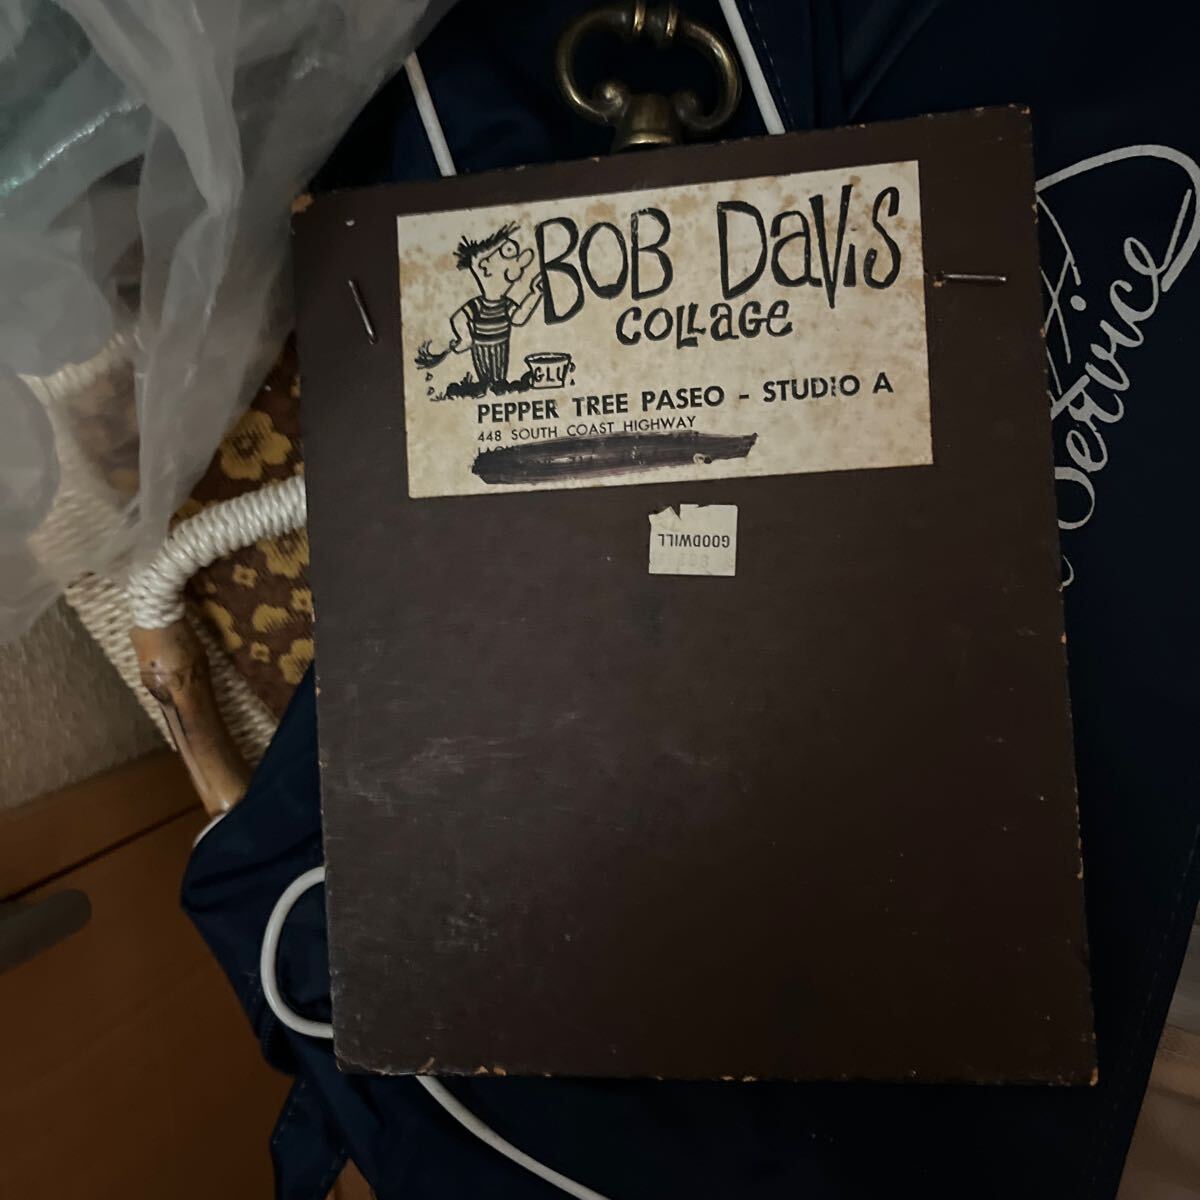 BOB DAVIS
COLLAGE
GLU
PEPPER TREE PASEO - STUDIO A
448 SOUTH COAST HIGHWAY
GOODWILL
Service